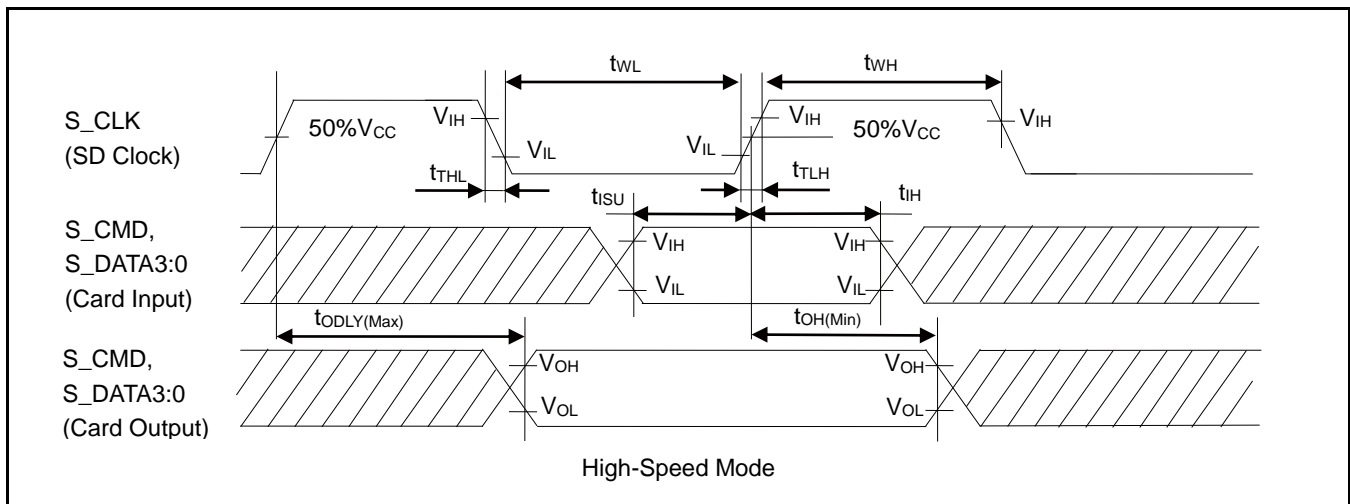 tWL
tWH
S_CLK
(SD Clock)
VIH
50%VCC
VIL
VIL
VIH
50%VCC
VIH
tTHL
tTLH
tISU
tIH
S_CMD,
S_DATA3:0
(Card Input)
VIH
VIL
VIH
VIL
tODLY(Max)
tOH(Min)
S_CMD,
S_DATA3:0
(Card Output)
VOH
VOL
VOH
VOL
High-Speed Mode